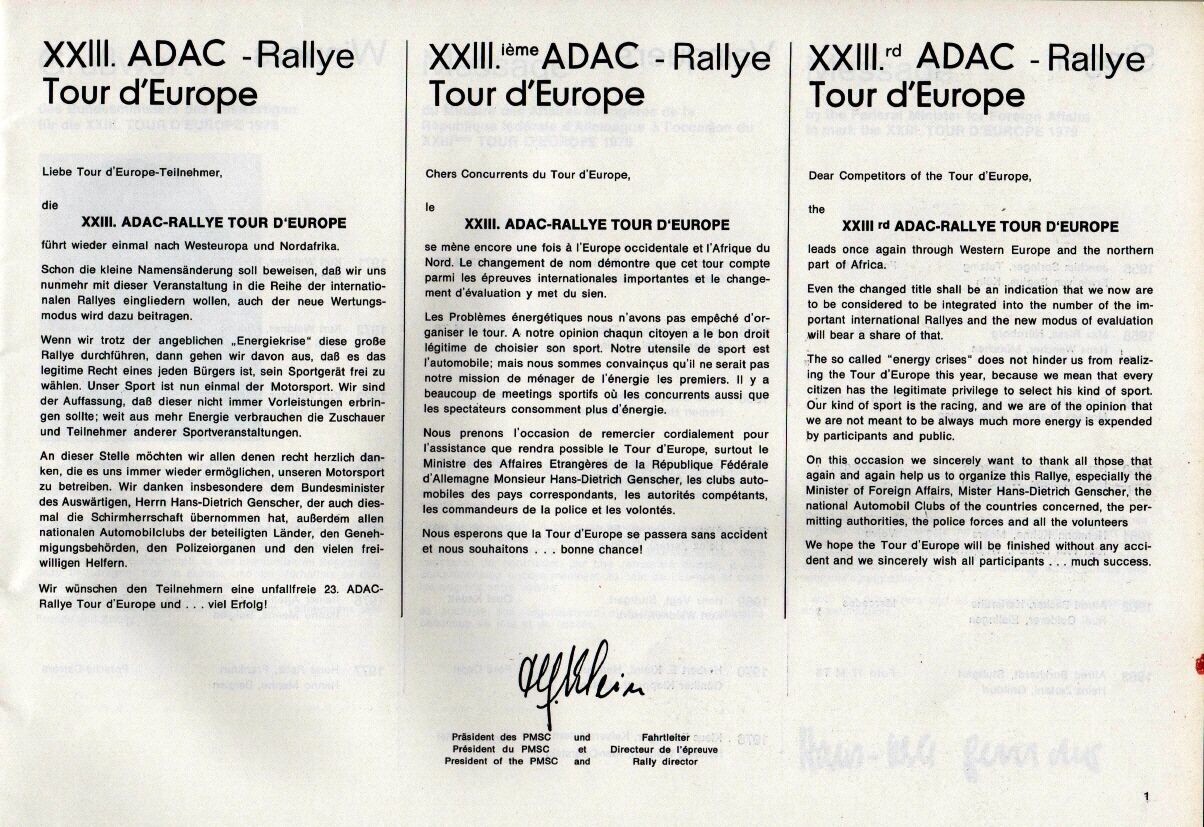 XXIII. ADAC - Rallye
Tour d'Europe
Liebe Tour d'Europe-Teilnehmer,
die
XXIII. ADAC-RALLYE TOUR D'EUROPE
führt wieder einmal nach Westeuropa und Nordafrika.
Schon die kleine Namensänderung soll beweisen, daß wir uns
nunmehr mit dieser Veranstaltung in die Reihe der internatio-
nalen Rallyes eingliedern wollen, auch der neue Wertungs-
modus wird dazu beitragen.
Wenn wir trotz der angeblichen „Energiekrise" diese große
Rallye durchführen, dann gehen wir davon aus, daß es das
legitime Recht eines jeden Bürgers ist, sein Sportgerät frei zu
wählen. Unser Sport ist nun einmal der Motorsport. Wir sind
der Auffassung, daß dieser nicht immer Vorleistungen erbrin-
gen sollte; weit aus mehr Energie verbrauchen die Zuschauer
und Teilnehmer anderer Sportveranstaltungen.
An dieser Stelle möchten wir allen denen recht herzlich dan-
ken, die es uns immer wieder ermöglichen, unseren Motorsport
zu betreiben. Wir danken insbesondere dem Bundesminister
des Auswärtigen, Herrn Hans-Dietrich Genscher, der auch dies-
mal die Schirmherrschaft übernommen hat, außerdem allen
nationalen Automobilclubs der beteiligten Länder, den Geneh-
migungsbehörden, den Polizeiorganen und den vielen frei-
willigen Helfern.
Wir wünschen den Teilnehmern eine unfallfreie 23. ADAC-
Rallye Tour d'Europe und . . . viel Erfolg!
XXIII. ième ADAC - Rallye
Tour d'Europe
Chers Concurrents du Tour d'Europe,
le
XXIII. ADAC-RALLYE TOUR D'EUROPE
se mène encore une fois à l'Europe occidentale et l'Afrique du
Nord. Le changement de nom démontre que cet tour compte
parmi les épreuves internationales importantes et le change-
ment d'évaluation y met du sien.
Les Problèmes énergétiques nous n'avons pas empêché d'or-
ganiser le tour. A notre opinion chaqun citoyen a le bon droit
légitime de choisier son sport. Notre utensile de sport est
l'automobile; mais nous sommes convainçus qu'il ne serait pas
notre mission de ménager de l'énergie les premiers. Il y a
beaucoup de meetings sportifs où les concurrents aussi que
les spectateurs consomment plus d'énergie.
Nous prenons l'occasion de remercier cordialement pour
l'assistance que rendra possible le Tour d'Europe, surtout le
Ministre des Affaires Etrangères de la République Fédérale
d'Allemagne Monsieur Hans-Dietrich Genscher, les clubs auto-
mobiles des pays correspondants, les autorités compétants,
les commandeurs de la police et les volontés.
Nous esperons que la Tour d'Europe se passera sans accident
et nous souhaitons . . . bonne chance!
XXIII. rd ADAC - Rallye
Tour d'Europe
Dear Competitors of the Tour d'Europe,
the
XXIII rd ADAC-RALLYE TOUR D'EUROPE
leads once again through Western Europe and the northern
part of Africa.
Even the changed title shall be an indication that we now are
to be considered to be integrated into the number of the im-
portant international Rallyes and the new modus of evaluation
will bear a share of that.
The so called "energy crises" does not hinder us from realiz-
ing the Tour d'Europe this year, because we mean that every
citizen has the legitimate privilege to select his kind of sport.
Our kind of sport is the racing, and we are of the opinion that
we are not meant to be always much more energy is expended
by participants and public.
On this occasion we sincerely want to thank all those that
again and again help us to organize this Rallye, especially the
Minister of Foreign Affairs, Mister Hans-Dietrich Genscher, the
national Automobil Clubs of the countries concerned, the per-
mitting authorities, the police forces and all the volunteers
We hope the Tour d'Europe will be finished without any acci-
dent and we sincerely wish all participants . . . much success.
Präsident des PMSC und Fahrtleiter
Président du PMSC et Directeur de l'épreuve
President of the PMSC and Rally director
1